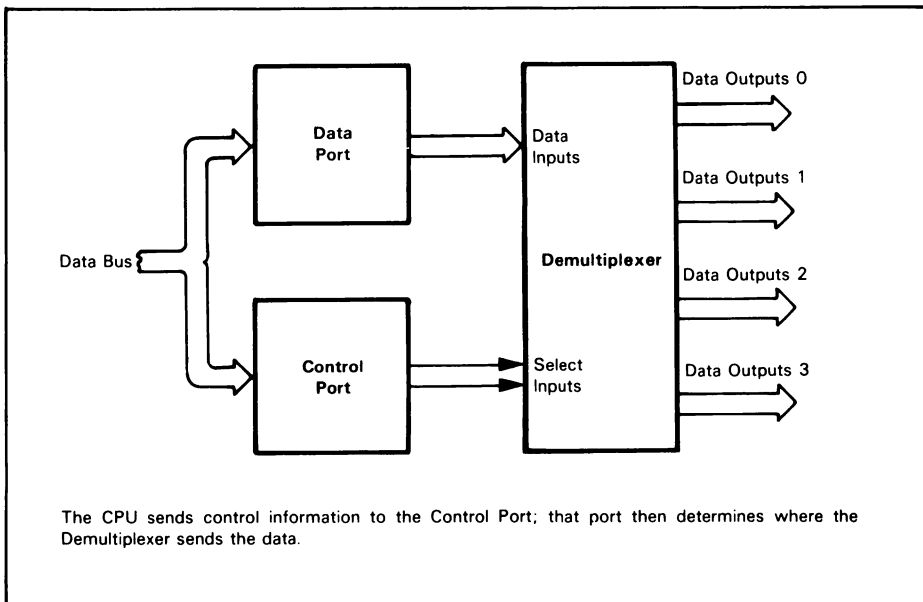 Data Outputs 0
Data
Port
Data
Inputs
Data Outputs 1
Data Bus
Demultiplexer
Data Outputs 2
Control
Port
Select
Inputs
Data Outputs 3
The CPU sends control information to the Control Port; that port then determines where the
Demultiplexer sends the data.